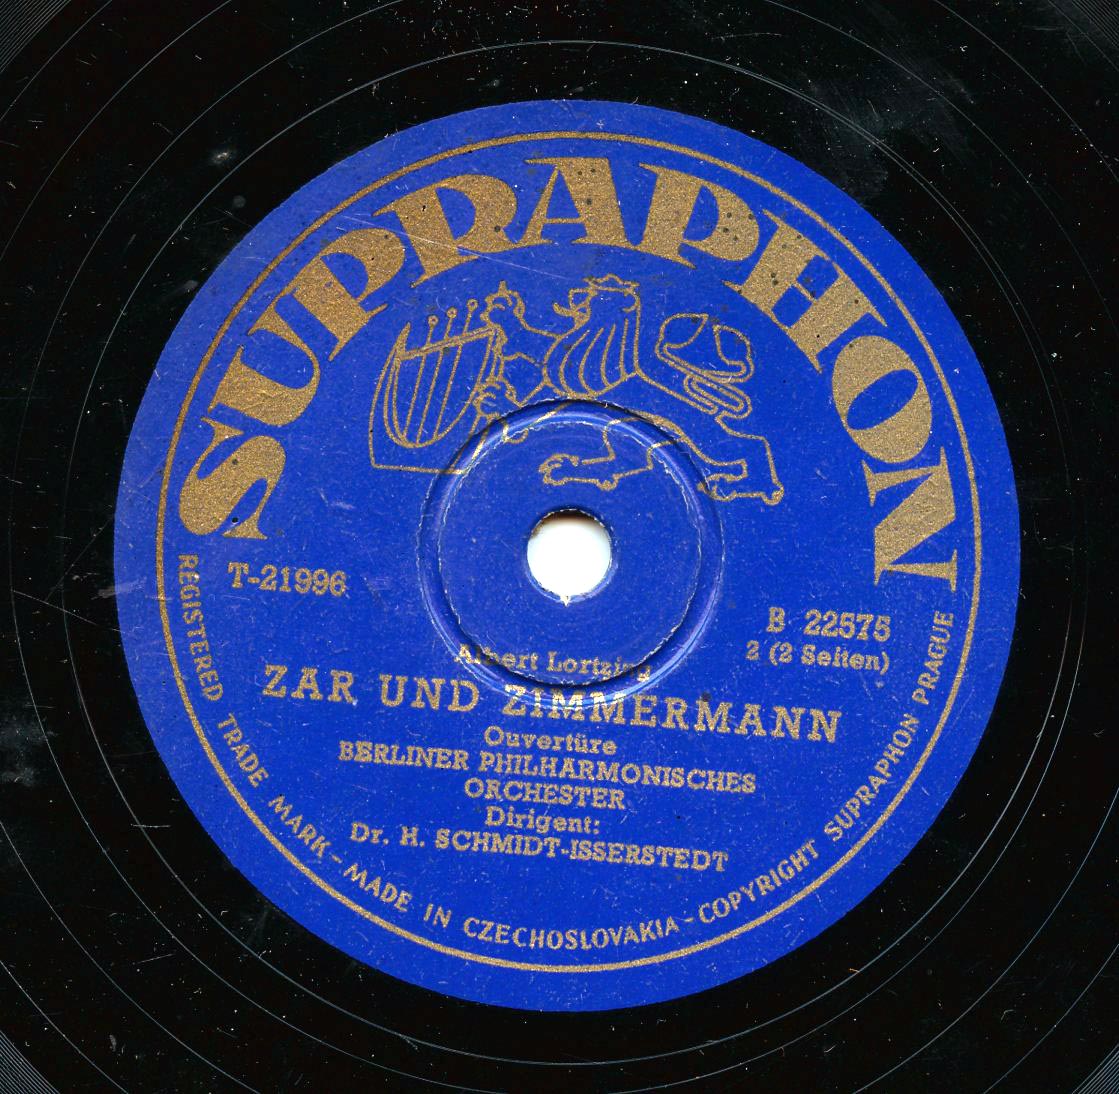 SUPRAPHON
T-21996
B 22575
2 (2 Seiten)
Albert Lortzing
ZAR UND ZIMMERMANN
Ouvertüre
BERLINER PHILHARMONISCHES
ORCHESTER
Dirigent:
Dr. H. SCHMIDT-ISSERSTEDT
REGISTERED TRADE MARK - MADE IN CZECHOSLOVAKIA - COPYRIGHT SUPRAPHON PRAGUE